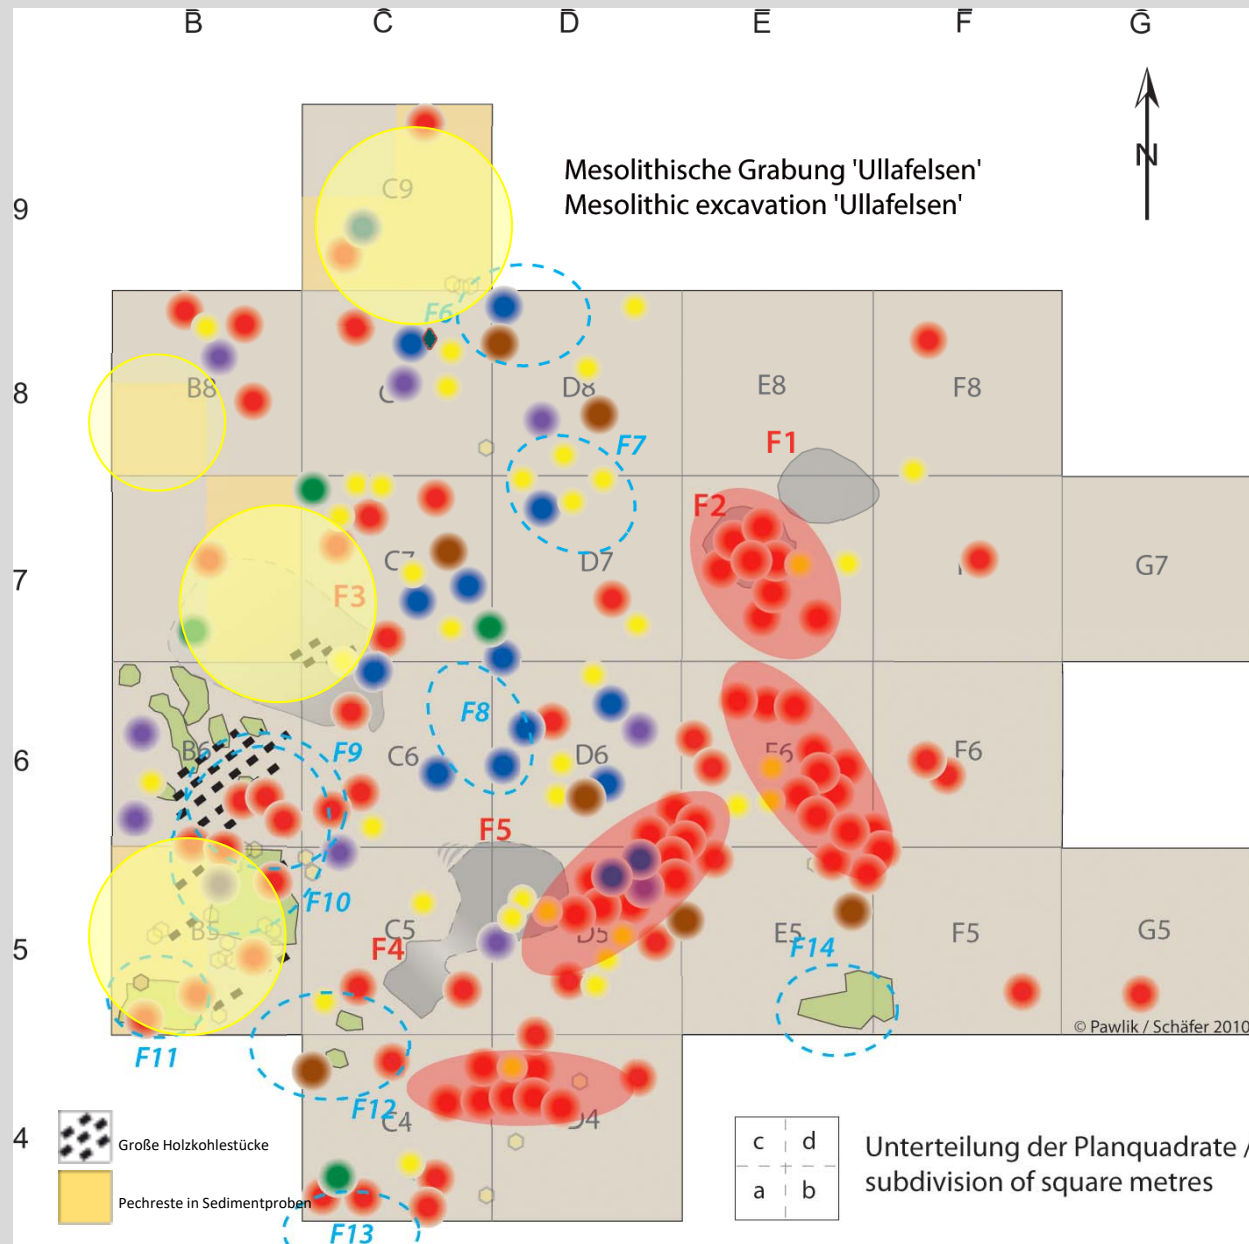 B C D E F G
N
Mesolithische Grabung 'Ullafelsen'
Mesolithic excavation 'Ullafelsen'
9
C9
F6
8
B8
C
D8
E8
F8
F7
F1
F2
7
C7
D7
G7
F3
6
B6
F9
C6
F8
D6
E6
F6
F5
F10
5
B5
C5
F4
D5
E5
F14
F5
G5
© Pawlik / Schäfer 2010
F11
F12
4
C4
D4
Große Holzkohlestücke
Pechreste in Sedimentproben
F13
c d
a b
Unterteilung der Planquadrate /
subdivision of square metres